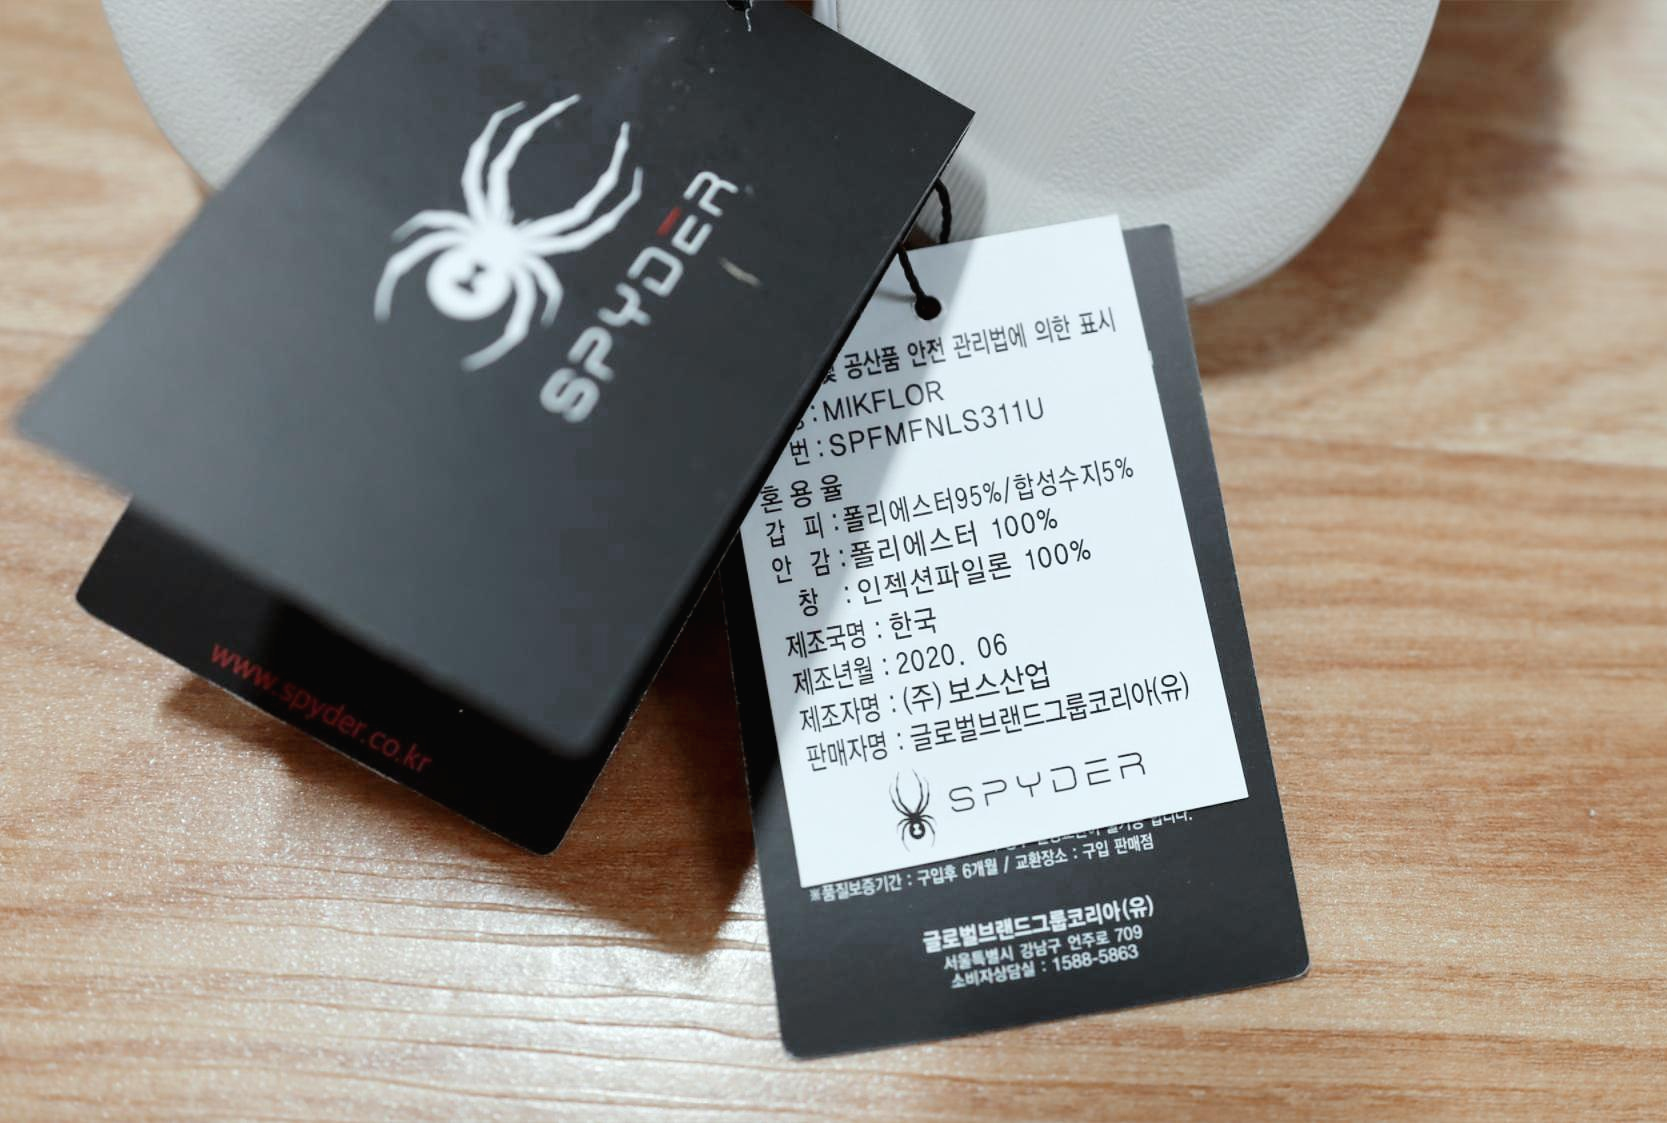 SPYDER
www.spyder.co.kr
공산품 안전 관리법에 의한 표시
: MIKFLOR
번 : SPFMFNLS311U
혼용율
갑 피 : 폴리에스터95%/합성수지5%
안 감 : 폴리에스터 100%
창 : 인젝션파일론 100%
제조국명 : 한국
제조년월 : 2020. 06
제조자명 : (주) 보스산업
판매자명 : 글로벌브랜드그룹코리아(유)
SPYDER
※품질보증기간 : 구입후 6개월 / 교환장소 : 구입 판매점
글로벌브랜드그룹코리아(유)
서울특별시 강남구 언주로 709
소비자상담실 : 1588-5863